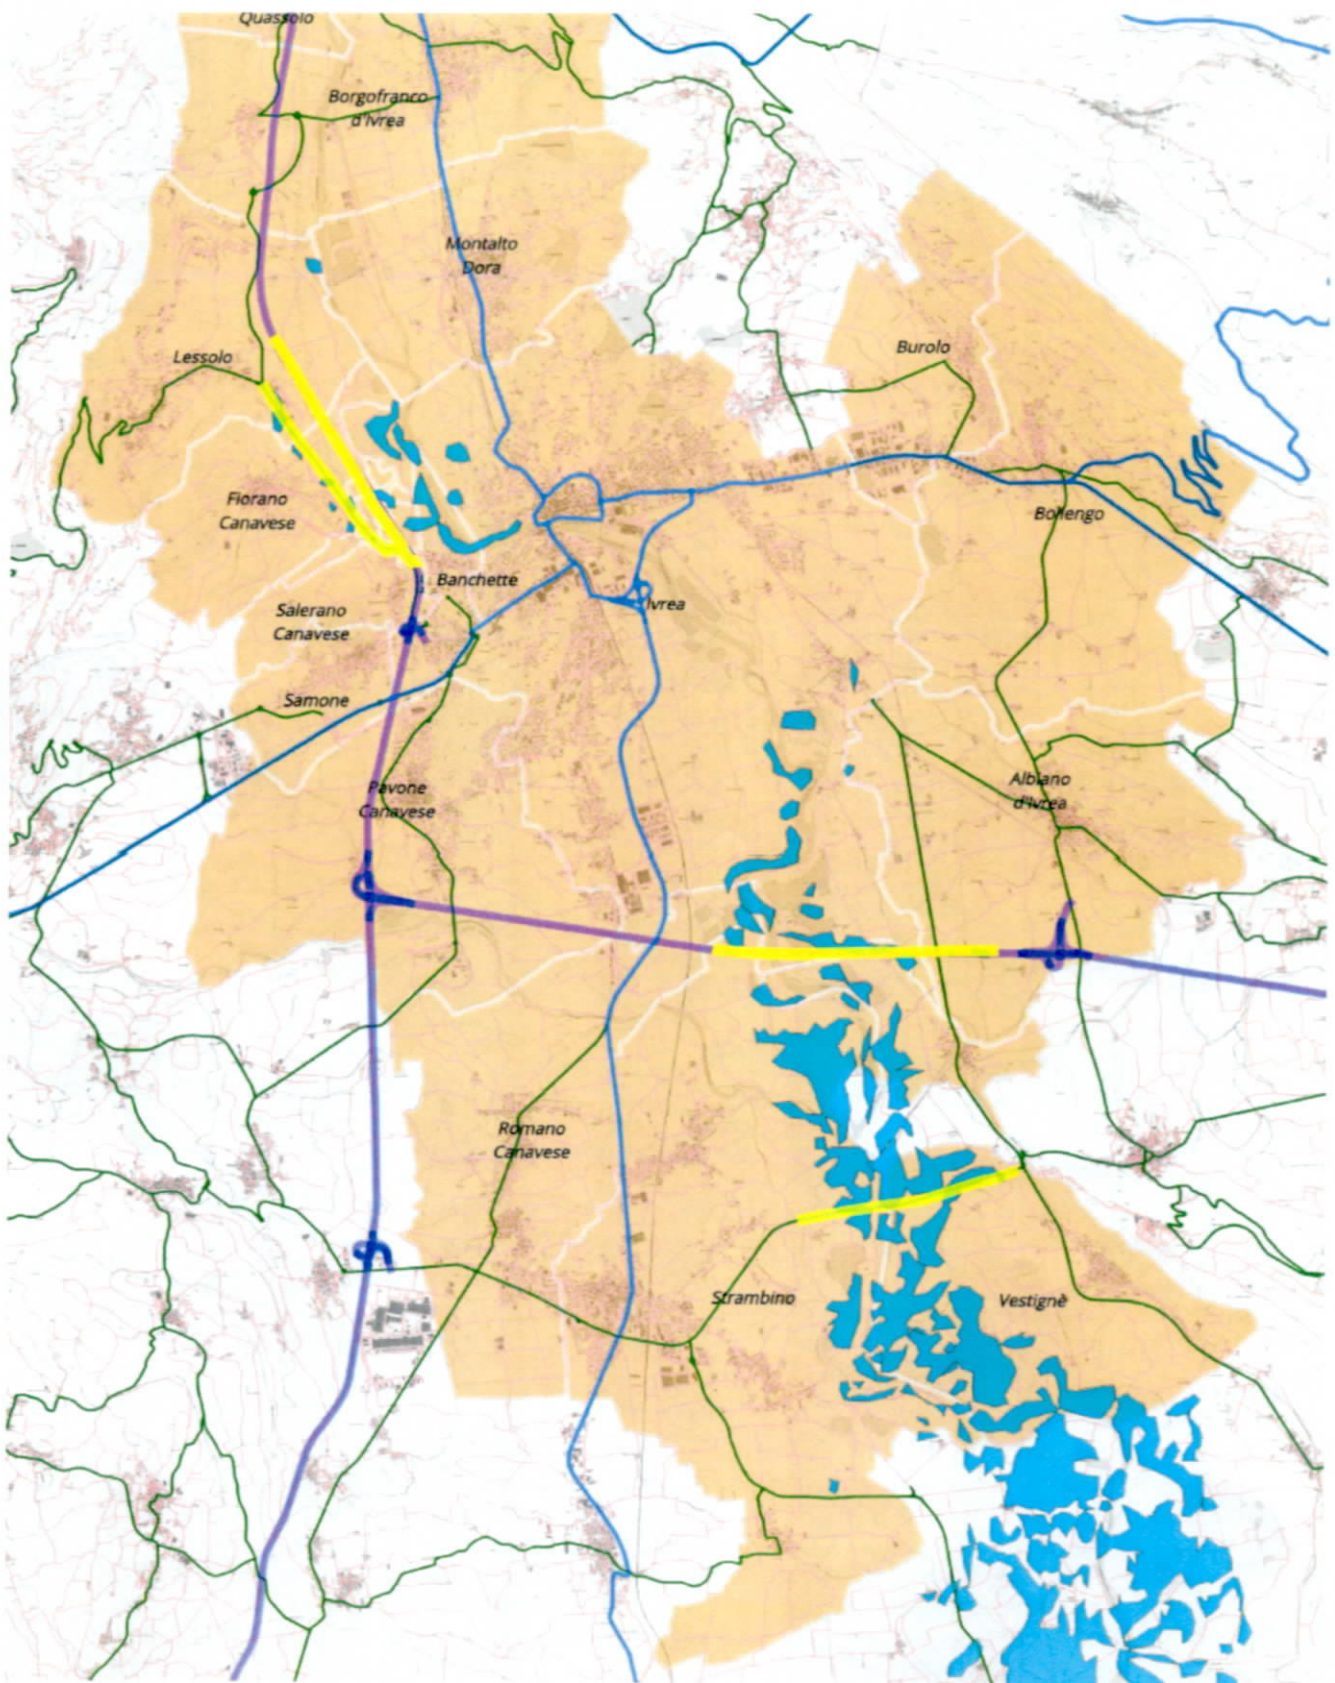 Quassolo
Borgofranco
d'Ivrea
Montalto
Dora
Lessolo
Burolo
Fiorano
Canavese
Bollengo
Banchette
Ivrea
Salerano
Canavese
Samone
Pavone
Canavese
Albiano
d'Ivrea
Romano
Canavese
Strambino
Vestignè